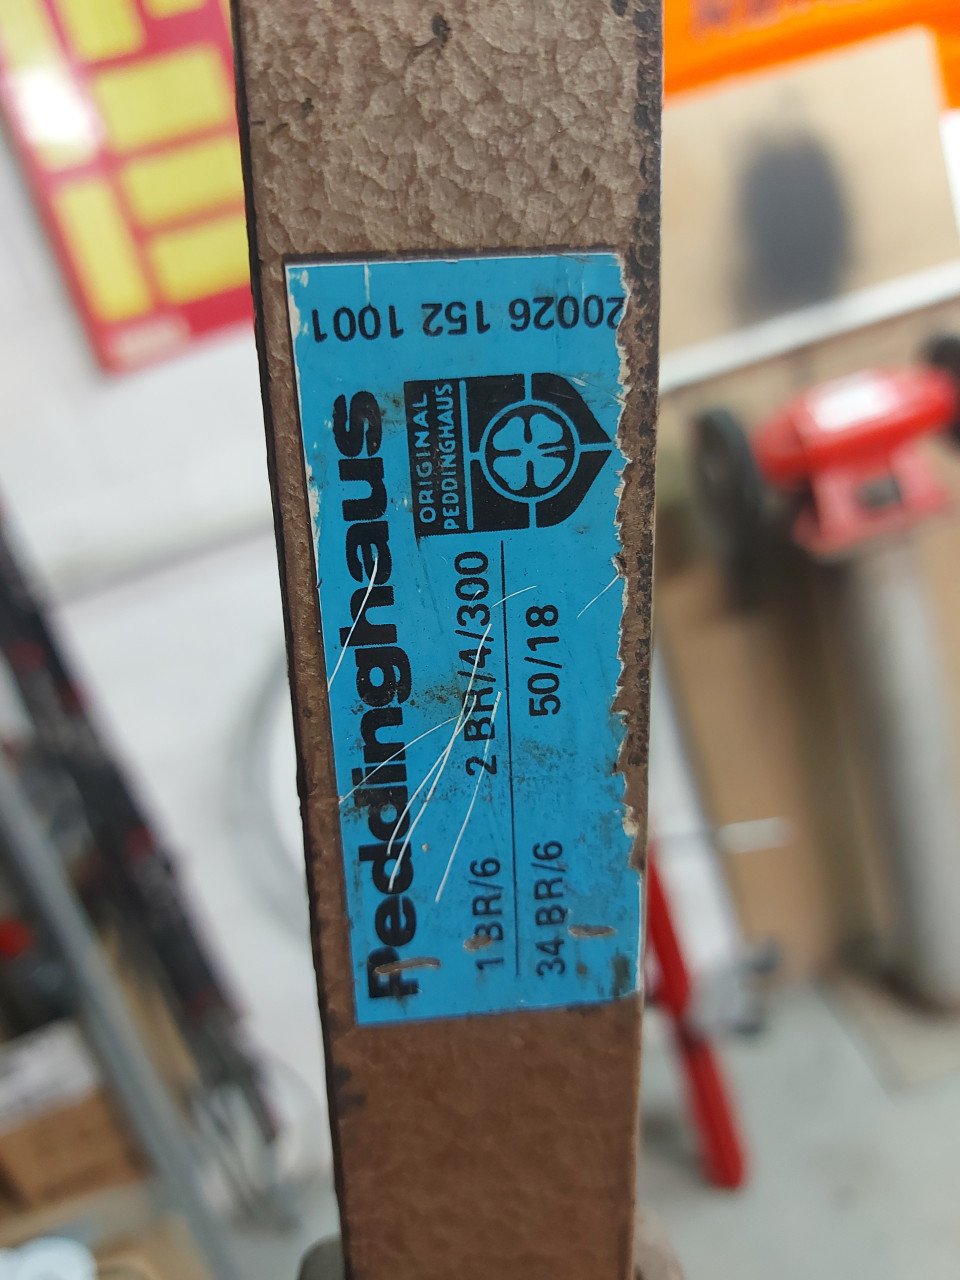 Peddinghaus
1 BR/6 2 BR/4/300
34 BR/6 50/18
ORIGINAL
PEDDINGHAUS
20026 152 1001